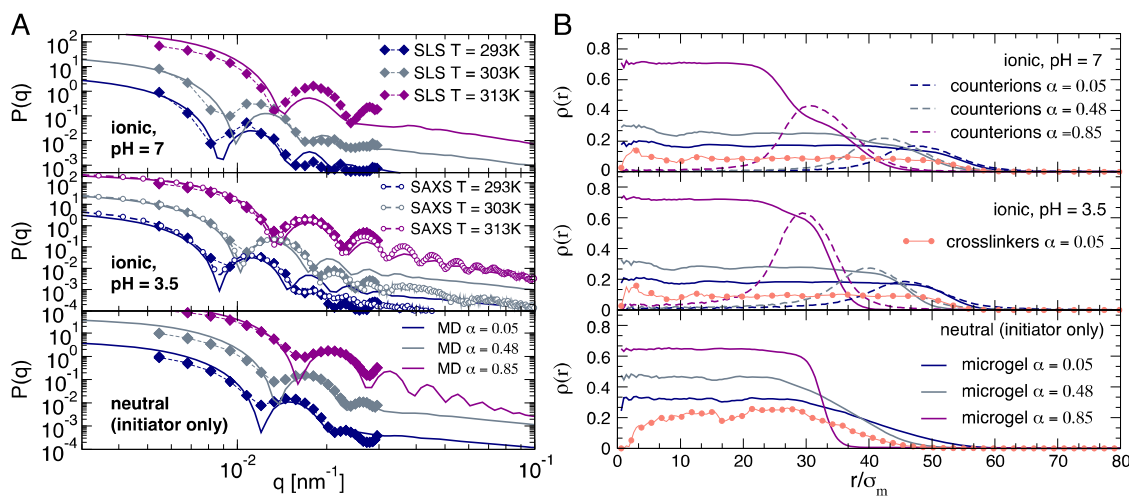 A
P(q)
10²
10¹
10⁰
10⁻¹
10⁻²
10⁻³
SLS T = 293K
SLS T = 303K
SLS T = 313K
ionic,
pH = 7
P(q)
10²
10¹
10⁰
10⁻¹
10⁻²
10⁻³
10⁻⁴
SAXS T = 293K
SAXS T = 303K
SAXS T = 313K
ionic,
pH = 3.5
P(q)
10⁰
10¹
10⁰
10⁻¹
10⁻²
10⁻³
10⁻⁴
MD α = 0.05
MD α = 0.48
MD α = 0.85
neutral
(initiator only)
10⁻²
10⁻¹
q [nm⁻¹]
B
ρ(r)
0.8
0.6
0.4
0.2
0
ionic, pH = 7
counterions α = 0.05
counterions α = 0.48
counterions α =0.85
ρ(r)
0.8
0.6
0.4
0.2
0
ionic, pH = 3.5
crosslinkers α = 0.05
ρ(r)
0.8
0.6
0.4
0.2
0
neutral (initiator only)
microgel α = 0.05
microgel α = 0.48
microgel α = 0.85
0 10 20 30 40 50 60 70 80
r/σₘ